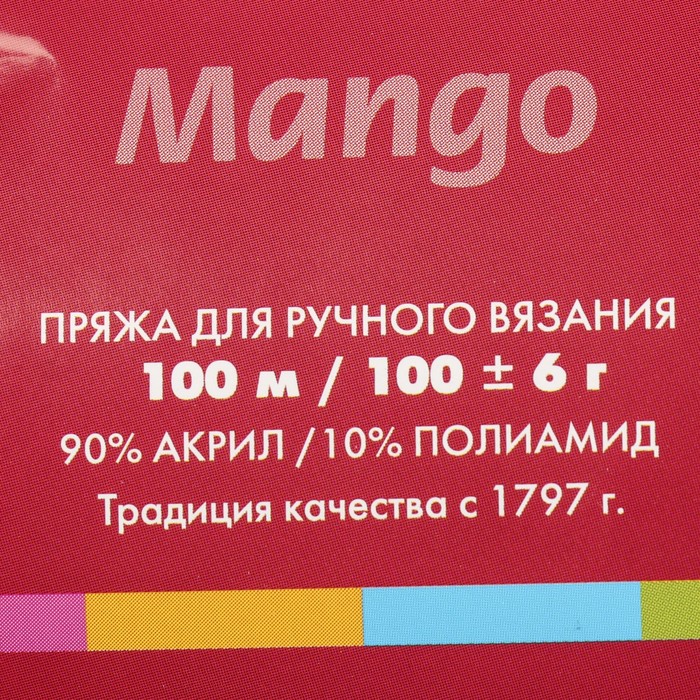 Mango
ПРЯЖА ДЛЯ РУЧНОГО ВЯЗАНИЯ
100 м / 100 ± 6 г
90% АКРИЛ /10% ПОЛИАМИД
Традиция качества с 1797 г.